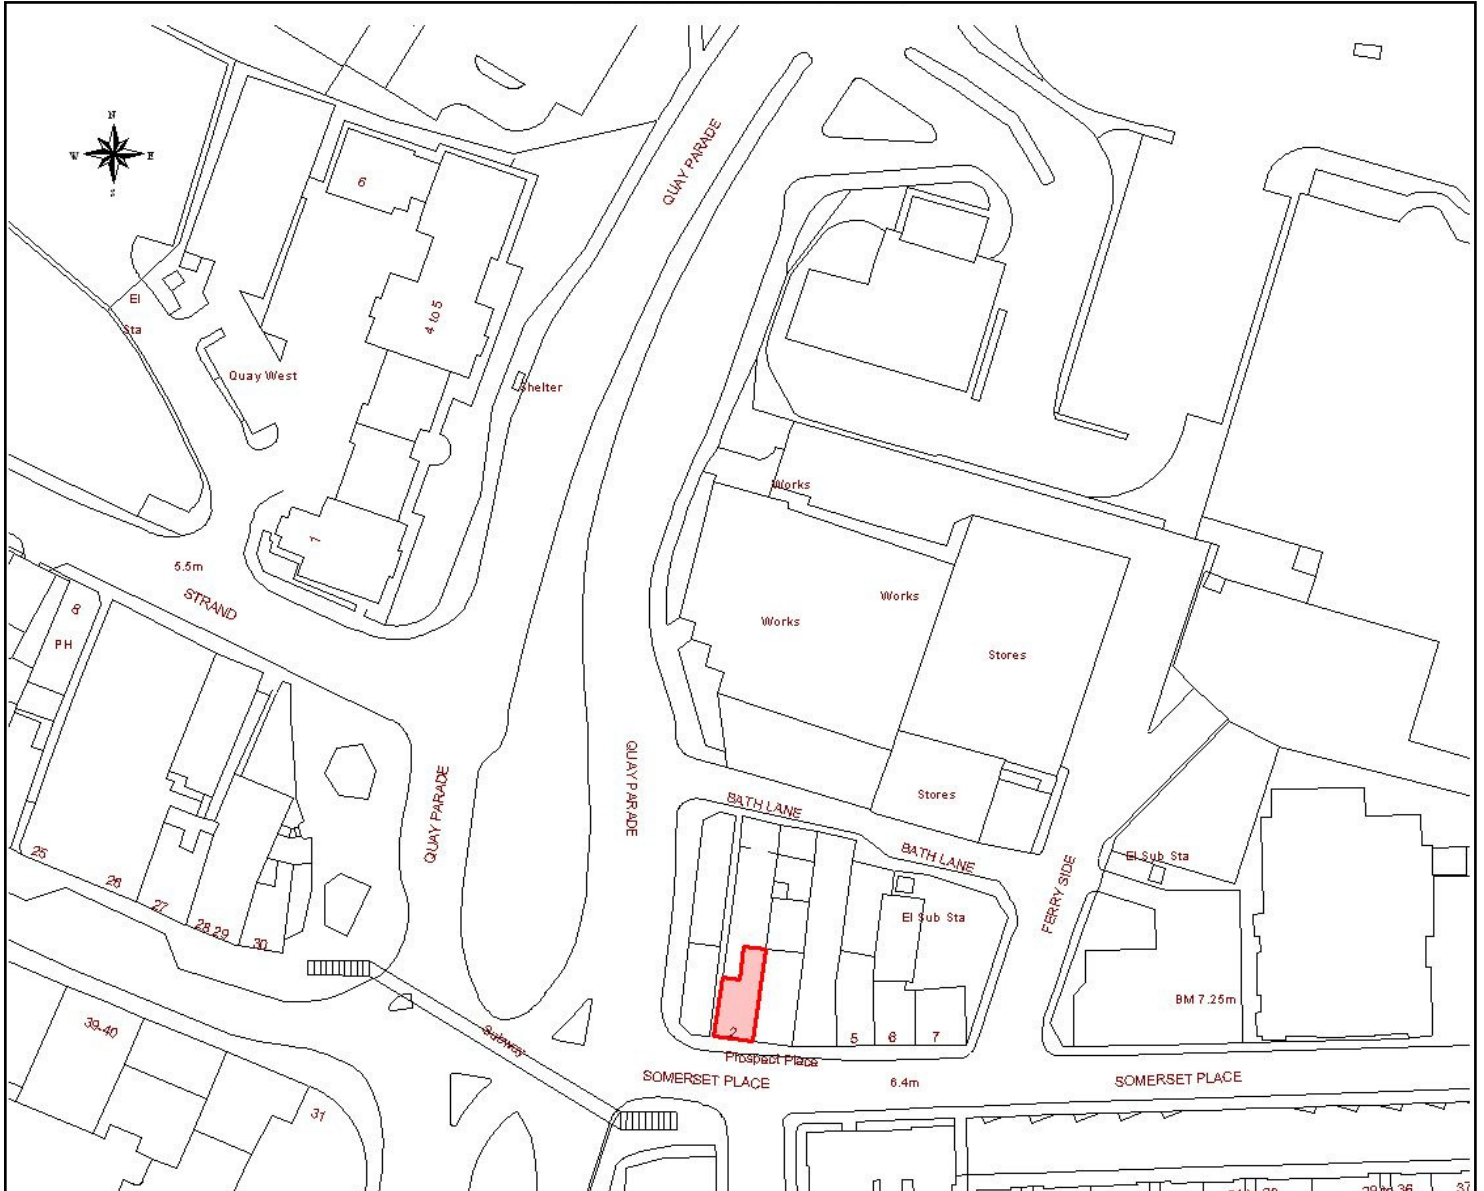 N
W E
S
QUAY PARADE
6
El
Sta
4 to 5
Quay West
Shelter
Works
1
5.5m
STRAND
8
PH
Works
Works
Stores
QUAY PARADE
QUAY PARADE
Stores
BATH LANE
BATH LANE
25
26
27
28 29
30
El Sub Sta
FERRY SIDE
El Sub Sta
BM 7.25m
39-40
Subway
2
5
6
7
Prospect Place
SOMERSET PLACE
6.4m
SOMERSET PLACE
31
36
37